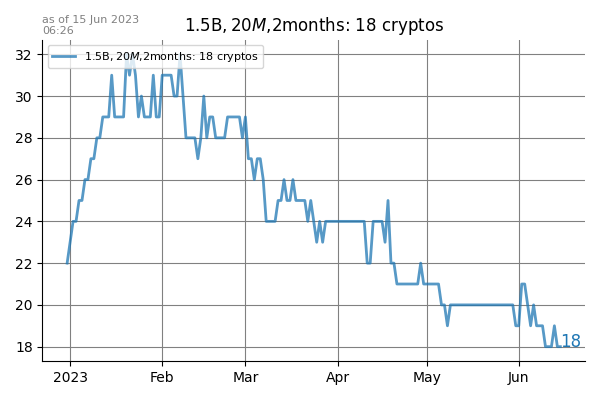 as of 15 Jun 2023
06:26
1.5B, 20M,2months: 18 cryptos
1.5B, 20M,2months: 18 cryptos
32
30
28
26
24
22
20
18
18
2023
Feb
Mar
Apr
May
Jun